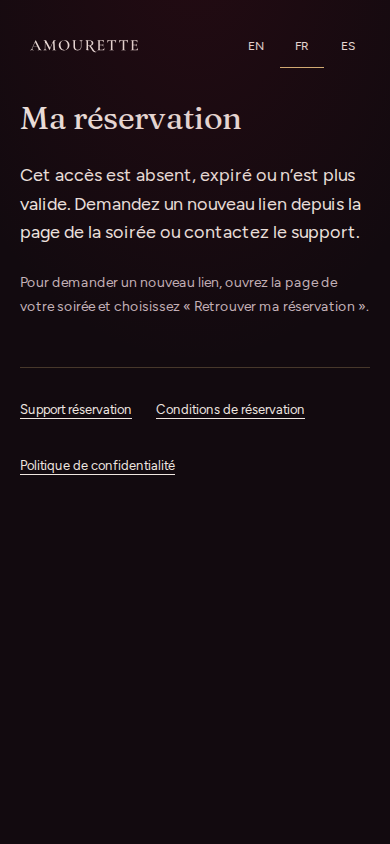 AMOURETTE
EN FR ES
Ma réservation
Cet accès est absent, expiré ou n’est plus
valide. Demandez un nouveau lien depuis la
page de la soirée ou contactez le support.
Pour demander un nouveau lien, ouvrez la page de
votre soirée et choisissez « Retrouver ma réservation ».
Support réservation Conditions de réservation
Politique de confidentialité